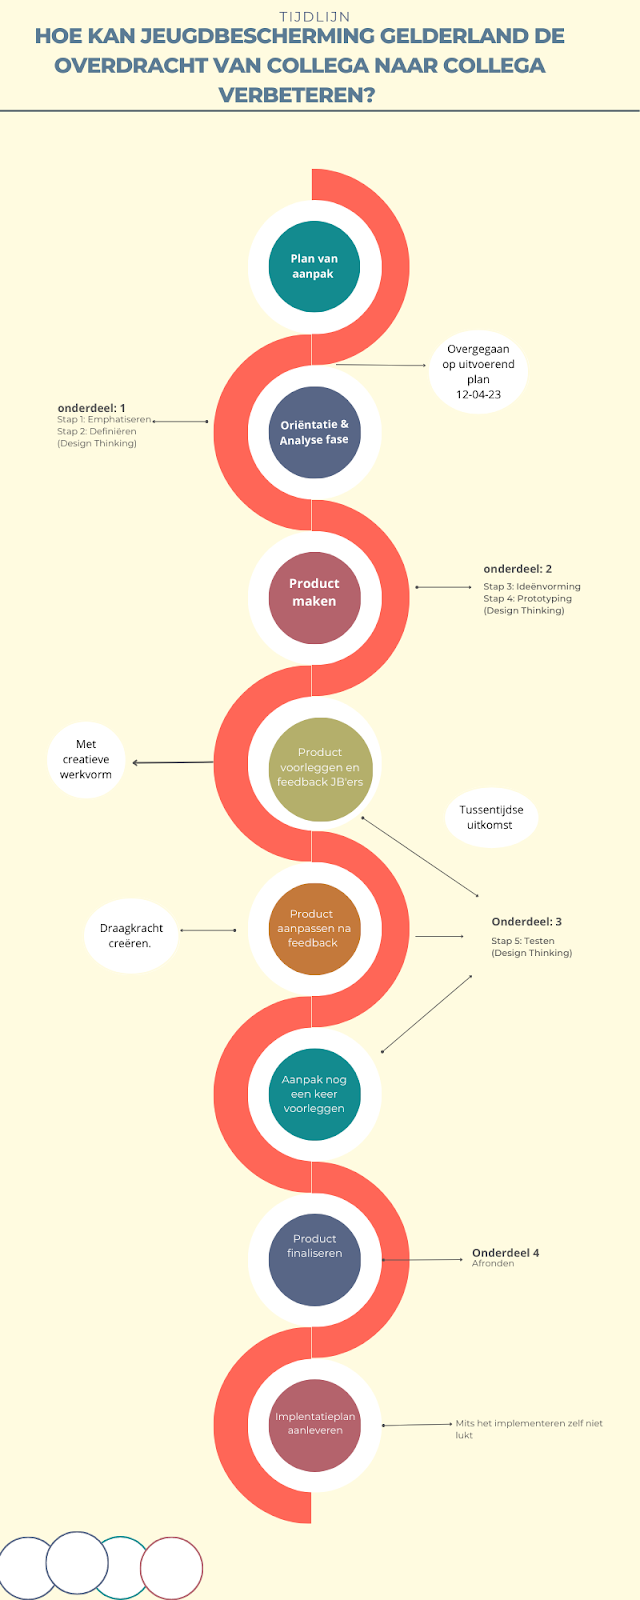 TIJDLIJN
HOE KAN JEUGDBESCHERMING GELDERLAND DE
OVERDRACHT VAN COLLEGA NAAR COLLEGA
VERBETEREN?
Plan van
aanpak
Overgegaan
op uitvoerend
plan
12-04-23
onderdeel: 1
Stap 1: Emphatiseren
Stap 2: Definiëren
(Design Thinking)
Oriëntatie &
Analyse fase
onderdeel: 2
Stap 3: Ideënvorming
Stap 4: Prototyping
(Design Thinking)
Product
maken
Met
creatieve
werkvorm
Product
voorleggen en
feedback JB'ers
Tussentijdse
uitkomst
Draagkracht
creëren.
Product
aanpassen na
feedback
Onderdeel: 3
Stap 5: Testen
(Design Thinking)
Aanpak nog
een keer
voorleggen
Product
finaliseren
Onderdeel 4
Afronden
Implentatieplan
aanleveren
Mits het implementeren zelf niet
lukt